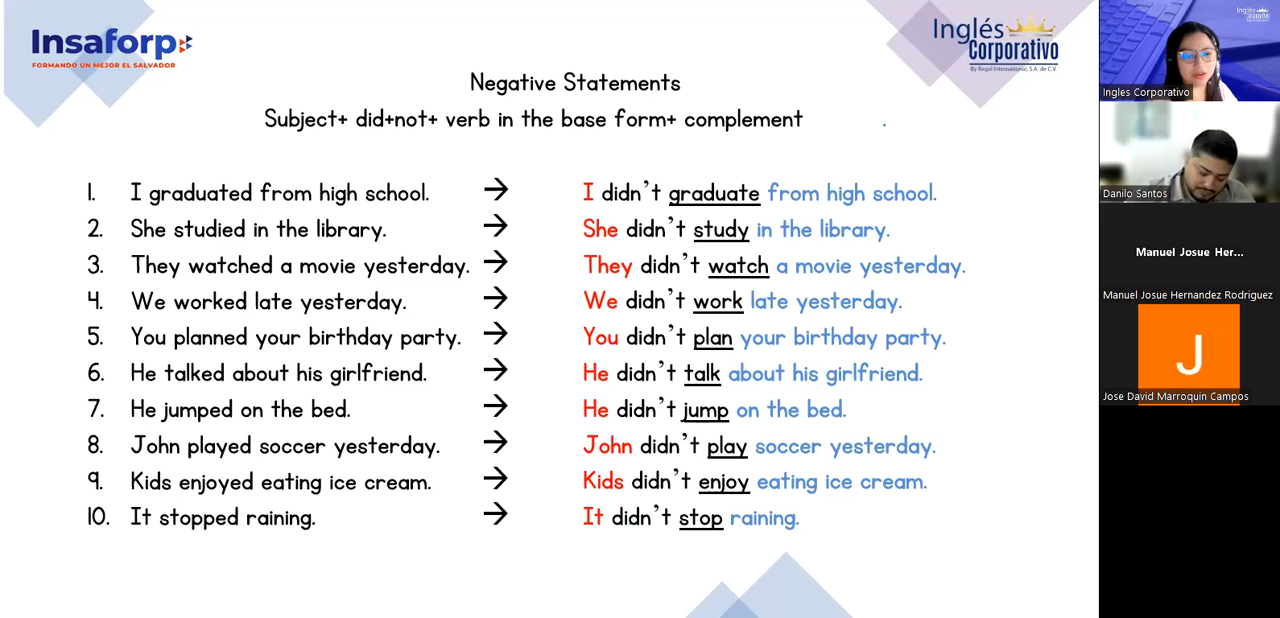 Insaforp
FORMANDO UN MEJOR EL SALVADOR
Inglés
Corporativo
By Regal International, S.A. de C.V.
Negative Statements
Subject+ did+not+ verb in the base form+ complement
1. I graduated from high school. → I didn't graduate from high school.
2. She studied in the library. → She didn't study in the library.
3. They watched a movie yesterday. → They didn't watch a movie yesterday.
4. We worked late yesterday. → We didn't work late yesterday.
5. You planned your birthday party. → You didn't plan your birthday party.
6. He talked about his girlfriend. → He didn't talk about his girlfriend.
7. He jumped on the bed. → He didn't jump on the bed.
8. John played soccer yesterday. → John didn't play soccer yesterday.
9. Kids enjoyed eating ice cream. → Kids didn't enjoy eating ice cream.
10. It stopped raining. → It didn't stop raining.
Inglés
Corporativo
Ingles Corporativo
Danilo Santos
Manuel Josue Her...
Manuel Josue Hernandez Rodriguez
J
Jose David Marroquin Campos